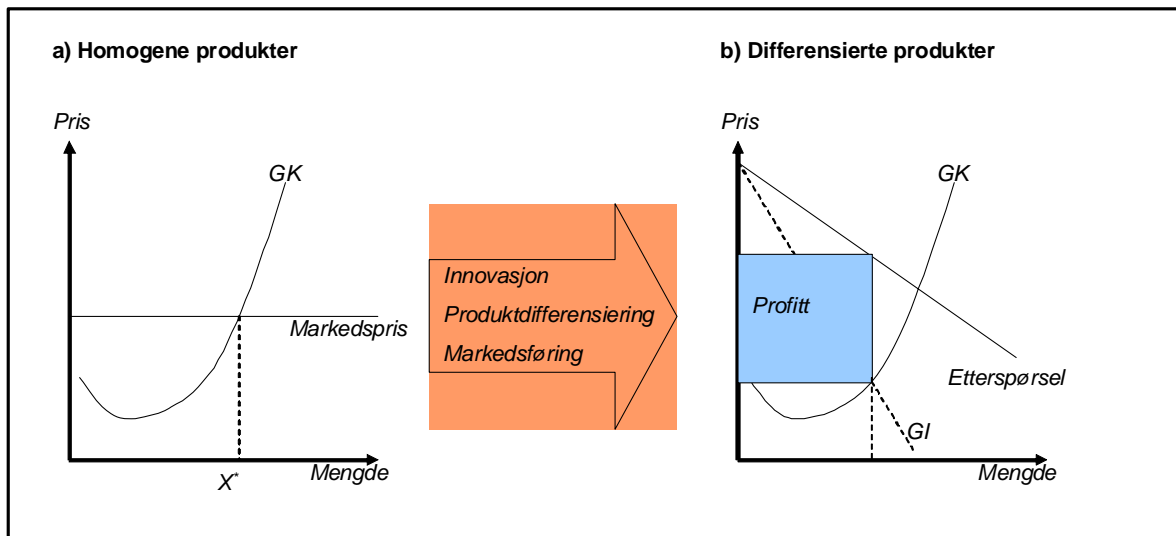 a) Homogene produkter
Pris
GK
Markedspris
X*
Mengde
Innovasjon
Produktdifferensiering
Markedsføring
b) Differensierte produkter
Pris
GK
Profitt
Etterspørsel
GI
Mengde